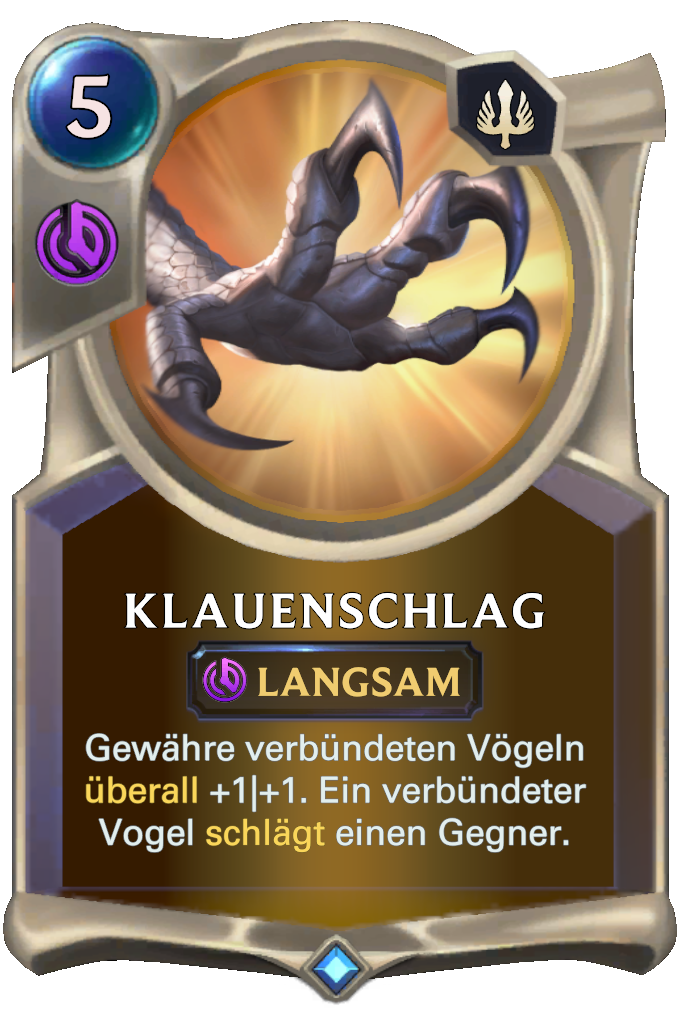 5
KLAUENSCHLAG
LANGSAM
Gewähre verbündeten Vögeln
überall +1|+1. Ein verbündeter
Vogel schlägt einen Gegner.